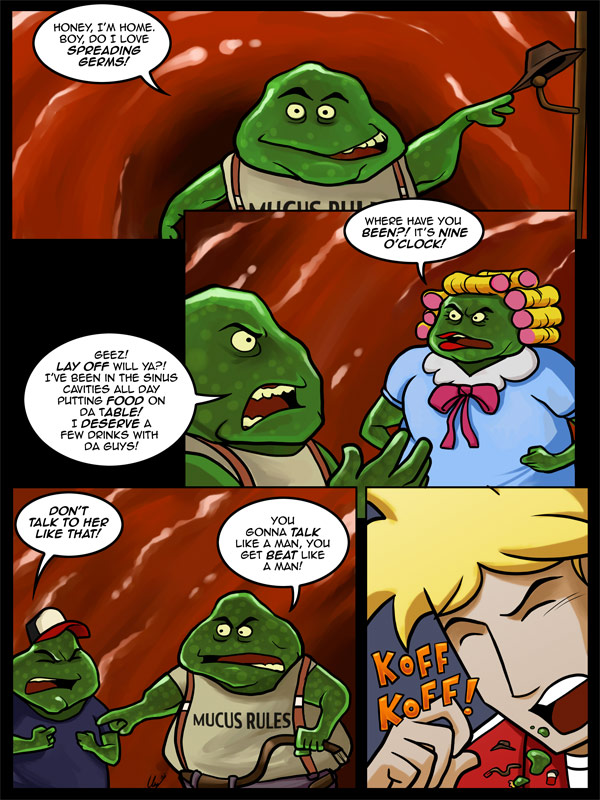 HONEY, I'M HOME.
BOY, DO I LOVE
SPREADING
GERMS!
MUCUS RUL
WHERE HAVE YOU
BEEN?! IT'S NINE
O'CLOCK!
GEEZ!
LAY OFF WILL YA?!
I'VE BEEN IN THE SINUS
CAVITIES ALL DAY
PUTTING FOOD ON
DA TABLE!
I DESERVE A
FEW DRINKS WITH
DA GUYS!
DON'T
TALK TO HER
LIKE THAT!
YOU
GONNA TALK
LIKE A MAN, YOU
GET BEAT LIKE
A MAN!
MUCUS RULES
KOFF
KOFF!